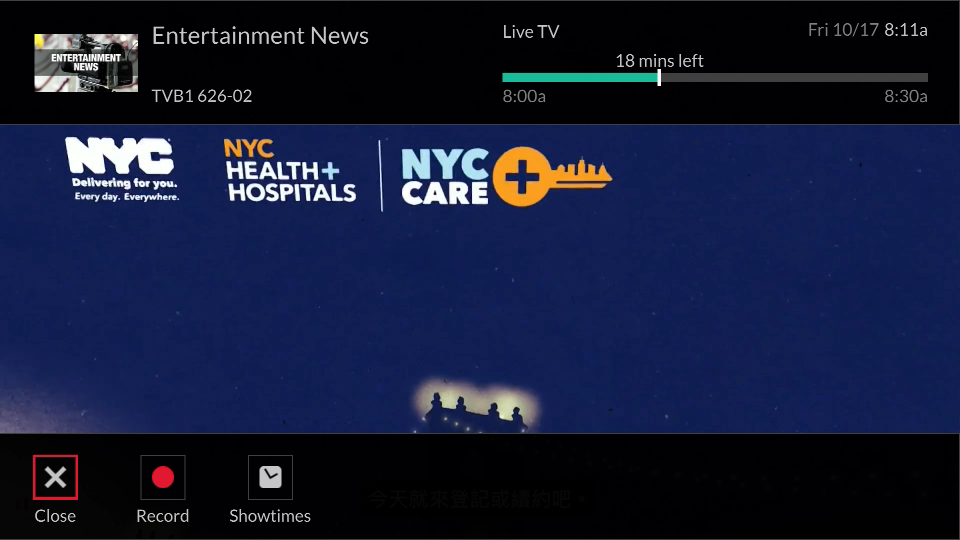 Entertainment News
Live TV
Fri 10/17 8:11a
ENTERTAINMENT
NEWS
18 mins left
TVB1 626-02
8:00a
8:30a
NYC
Delivering for you.
Every day. Everywhere.
NYC
HEALTH+
HOSPITALS
NYC
CARE
今天就來登記或續約吧。
Close
Record
Showtimes